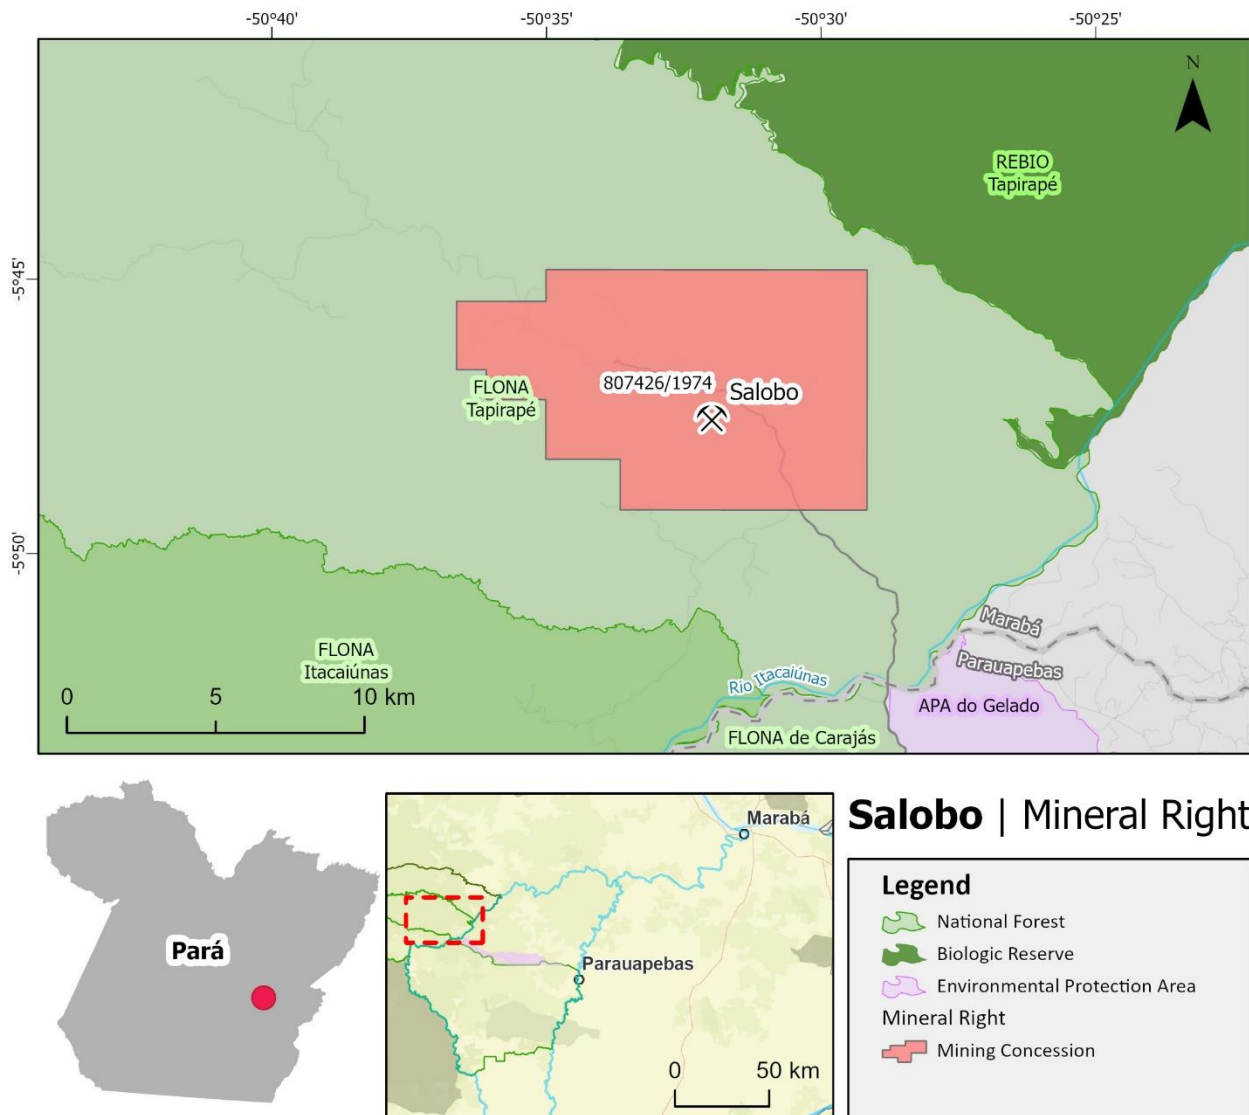 -50°40'
-50°35'
-50°30'
-50°25'
N
REBIO
Tapirapé
-5°45'
807426/1974
Salobo
FLONA
Tapirapé
-5°50'
Marabá
FLONA
Itacaiúnas
Parauapebas
Rio Itacaiúnas
0 5 10 km
APA do Gelado
FLONA de Carajás
Pará
Marabá
Parauapebas
0 50 km
Salobo | Mineral Right
Legend
National Forest
Biologic Reserve
Environmental Protection Area
Mineral Right
Mining Concession